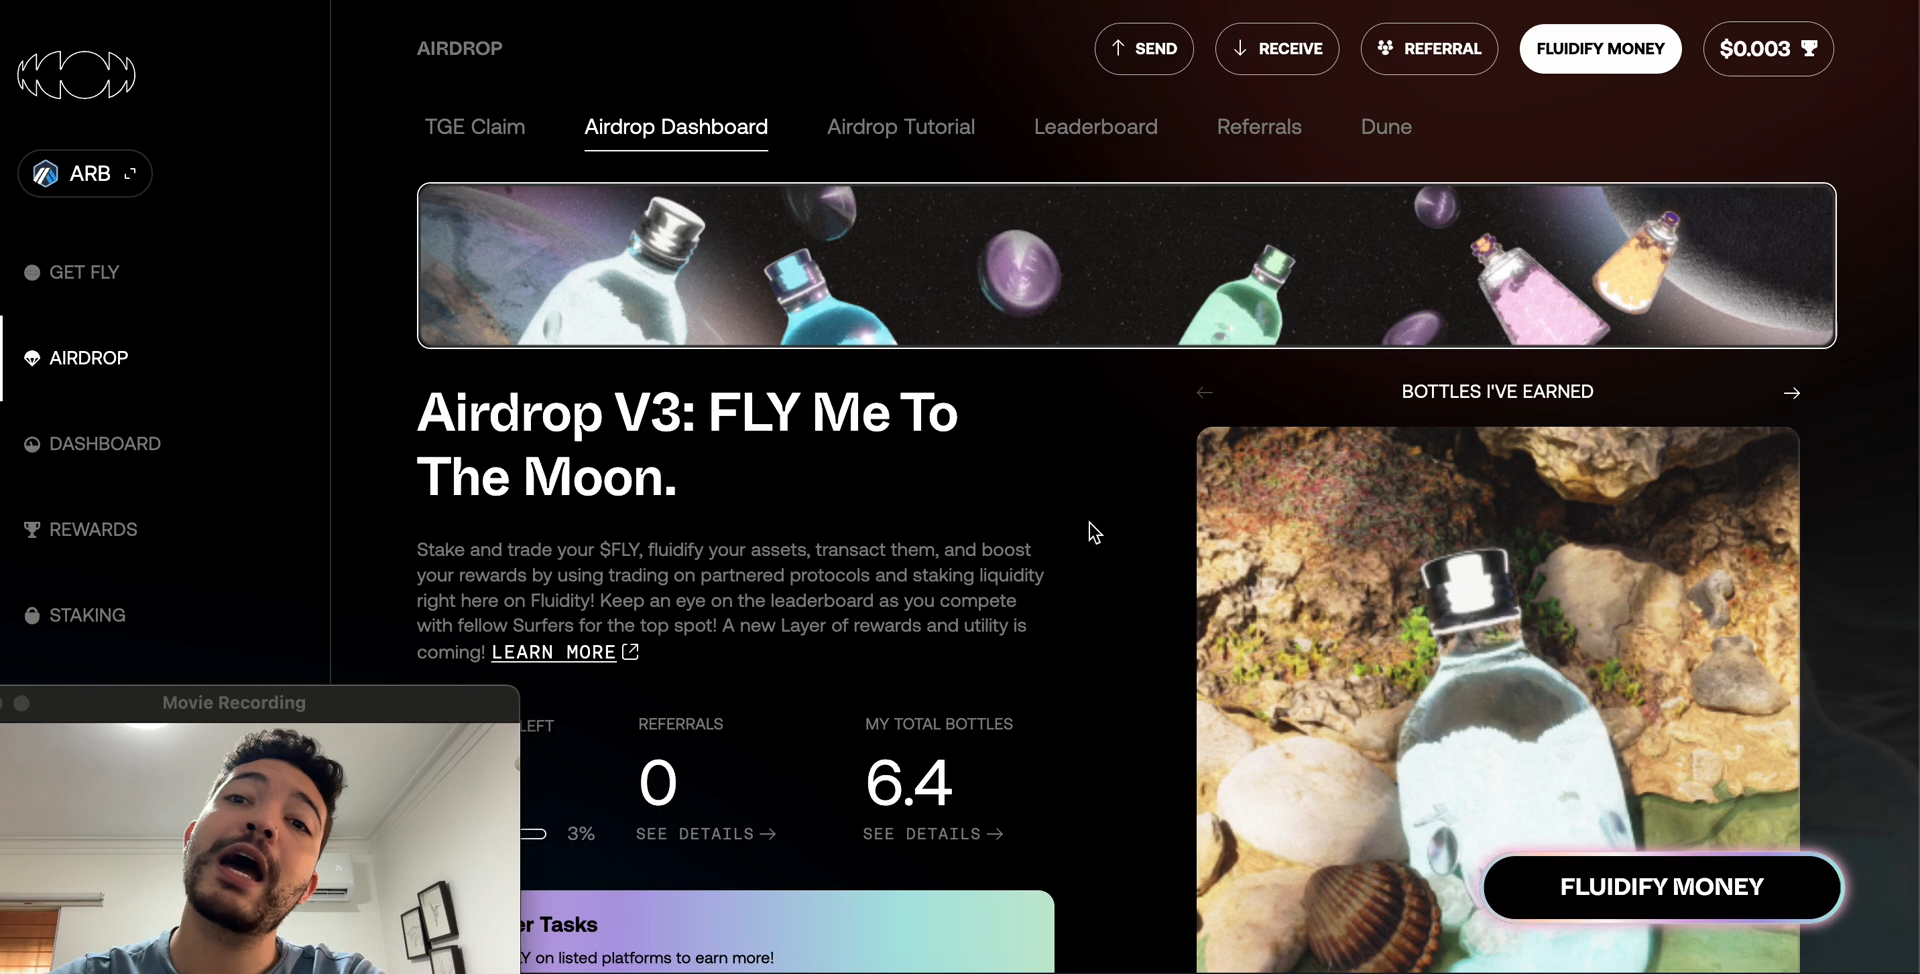 AIRDROP
SEND
RECEIVE
REFERRAL
FLUIDIFY MONEY
$0.003
TGE Claim
Airdrop Dashboard
Airdrop Tutorial
Leaderboard
Referrals
Dune
ARB
GET FLY
AIRDROP
DASHBOARD
REWARDS
STAKING
Airdrop V3: FLY Me To
The Moon.
Stake and trade your $FLY, fluidify your assets, transact them, and boost
your rewards by using trading on partnered protocols and staking liquidity
right here on Fluidity! Keep an eye on the leaderboard as you compete
with fellow Surfers for the top spot! A new Layer of rewards and utility is
coming! LEARN MORE
BOTTLES I'VE EARNED
Movie Recording
LEFT
3%
REFERRALS
0
SEE DETAILS
MY TOTAL BOTTLES
6.4
SEE DETAILS
er Tasks
LY on listed platforms to earn more!
FLUIDIFY MONEY